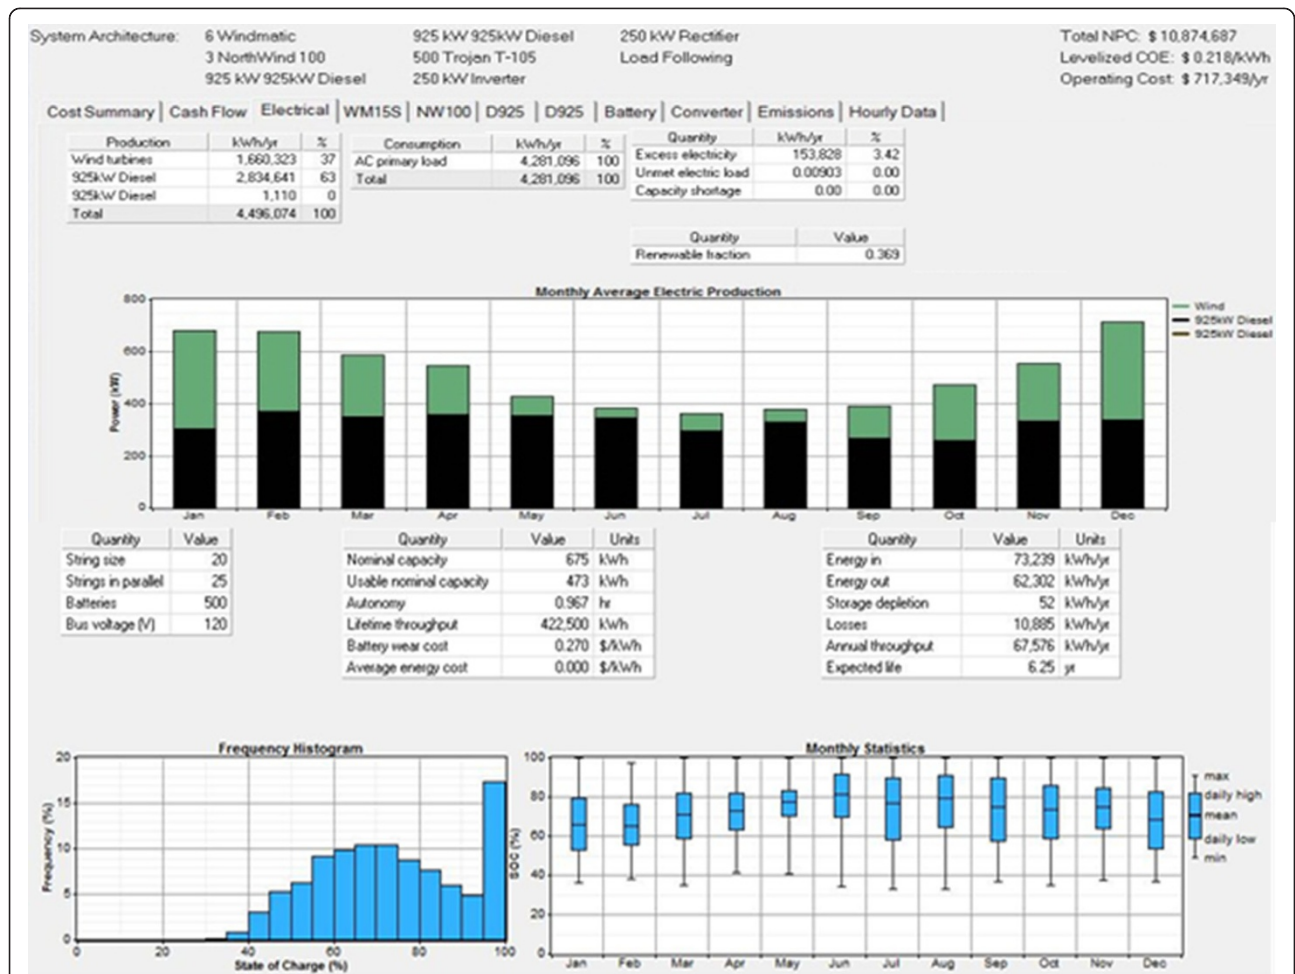 System Architecture: 6 Windmatic 925 kW 925kW Diesel 250 kW Rectifier Total NPC: $ 10,874,687
3 NorthWind 100 500 Trojan T-105 Load Following Levelized COE: $ 0.218/kWh
925 kW 925kW Diesel 250 kW Inverter Operating Cost: $ 717,349/yr
Cost Summary Cash Flow Electrical WM15S NW100 D925 D925 Battery Converter Emissions Hourly Data
Production kWh/yr %
Wind turbines 1,660,323 37
925kW Diesel 2,834,641 63
925kW Diesel 1,110 0
Total 4,496,074 100
Consumption kWh/yr %
AC primary load 4,281,096 100
Total 4,281,096 100
Quantity kWh/yr %
Excess electricity 153,828 3.42
Unmet electric load 0.00903 0.00
Capacity shortage 0.00 0.00
Quantity Value
Renewable fraction 0.369
Monthly Average Electric Production
Power (kW)
800
600
400
200
0
Jan Feb Mar Apr May Jun Jul Aug Sep Oct Nov Dec
Wind
925kW Diesel
925kW Diesel
Quantity Value
String size 20
Strings in parallel 25
Batteries 500
Bus voltage (V) 120
Quantity Value Units
Nominal capacity 675 kWh
Usable nominal capacity 473 kWh
Autonomy 0.967 hr
Lifetime throughput 422,500 kWh
Battery wear cost 0.270 $/kWh
Average energy cost 0.000 $/kWh
Quantity Value Units
Energy in 73,239 kWh/yr
Energy out 62,302 kWh/yr
Storage depletion 52 kWh/yr
Losses 10,885 kWh/yr
Annual throughput 67,576 kWh/yr
Expected life 6.25 yr
Frequency Histogram
Frequency (%)
20
15
10
5
0
0 20 40 60 80 100
State of Charge (%)
Monthly Statistics
SOC (%)
100
80
60
40
20
0
Jan Feb Mar Apr May Jun Jul Aug Sep Oct Nov Dec
max
daily high
mean
daily low
min